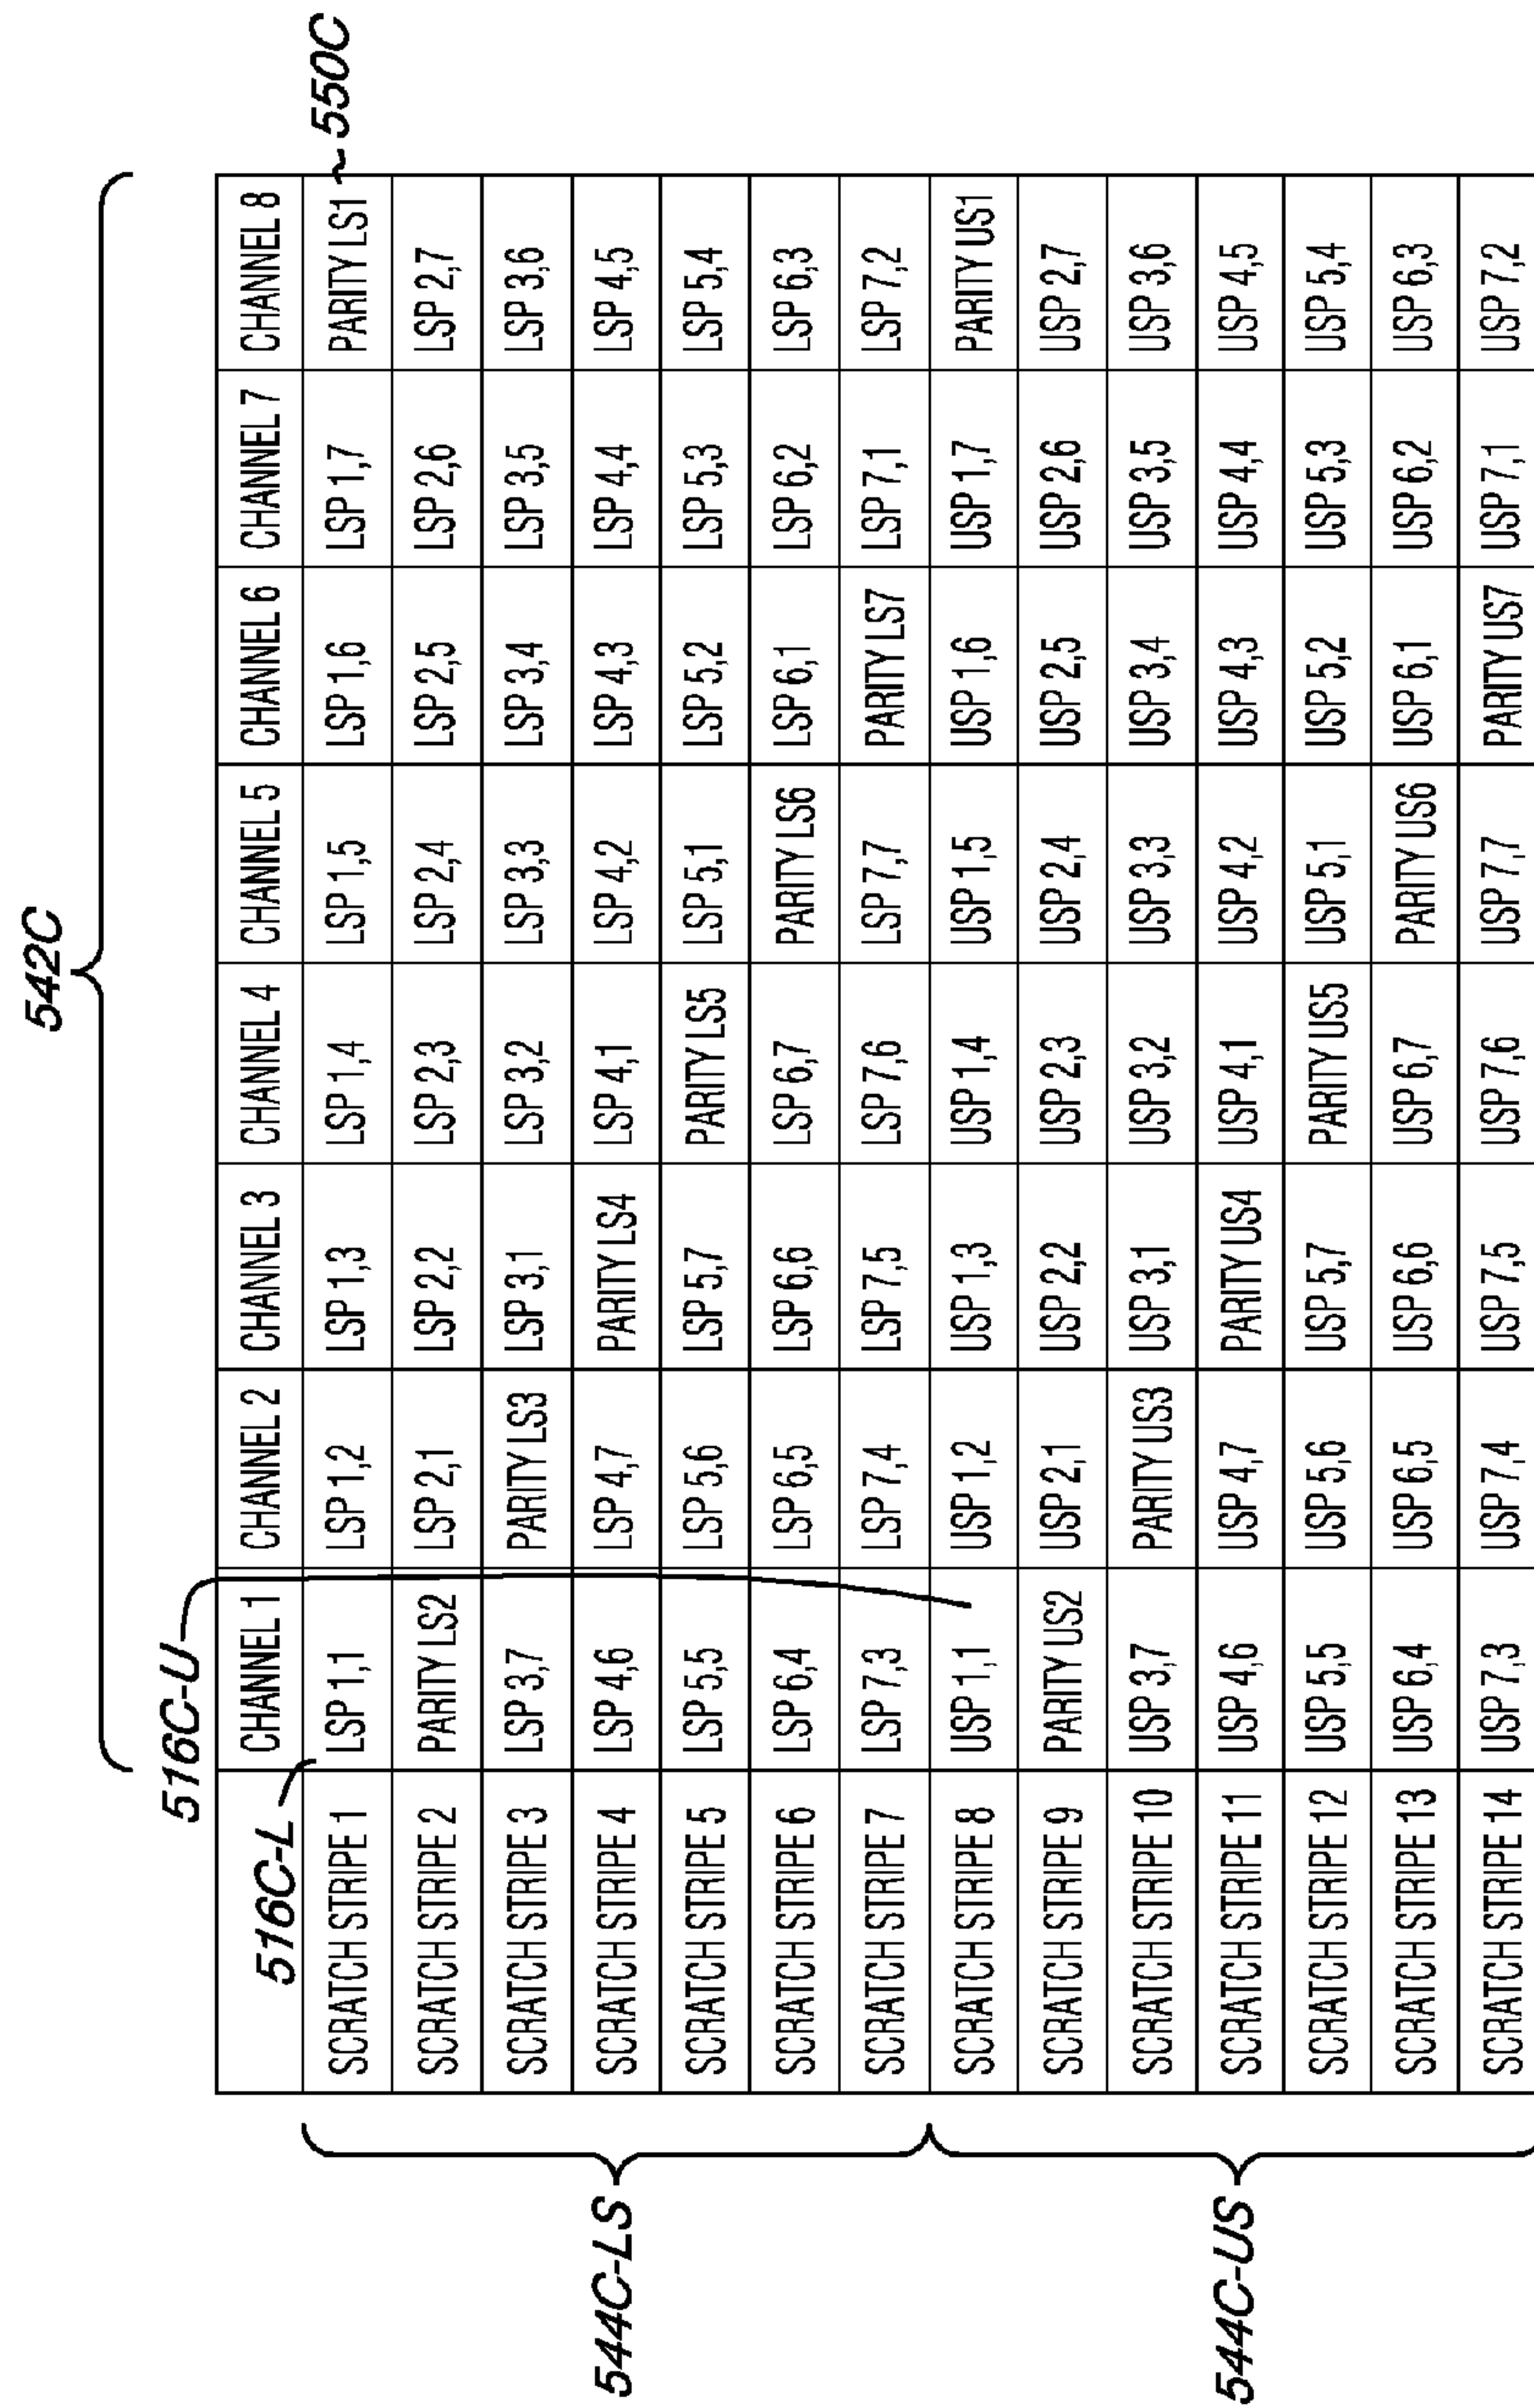 542C
516C-U
516C-L
CHANNEL 1 CHANNEL 2 CHANNEL 3 CHANNEL 4 CHANNEL 5 CHANNEL 6 CHANNEL 7 CHANNEL 8
SCRATCH STRIPE 1 LSP 1,1 LSP 1,2 LSP 1,3 LSP 1,4 LSP 1,5 LSP 1,6 LSP 1,7 PARITY LS1
550C
SCRATCH STRIPE 2 PARITY LS2 LSP 2,1 LSP 2,2 LSP 2,3 LSP 2,4 LSP 2,5 LSP 2,6 LSP 2,7
SCRATCH STRIPE 3 LSP 3,7 PARITY LS3 LSP 3,1 LSP 3,2 LSP 3,3 LSP 3,4 LSP 3,5 LSP 3,6
SCRATCH STRIPE 4 LSP 4,6 LSP 4,7 PARITY LS4 LSP 4,1 LSP 4,2 LSP 4,3 LSP 4,4 LSP 4,5
SCRATCH STRIPE 5 LSP 5,5 LSP 5,6 LSP 5,7 PARITY LS5 LSP 5,1 LSP 5,2 LSP 5,3 LSP 5,4
SCRATCH STRIPE 6 LSP 6,4 LSP 6,5 LSP 6,6 LSP 6,7 PARITY LS6 LSP 6,1 LSP 6,2 LSP 6,3
SCRATCH STRIPE 7 LSP 7,3 LSP 7,4 LSP 7,5 LSP 7,6 LSP 7,7 PARITY LS7 LSP 7,1 LSP 7,2
SCRATCH STRIPE 8 USP 1,1 USP 1,2 USP 1,3 USP 1,4 USP 1,5 USP 1,6 USP 1,7 PARITY US1
SCRATCH STRIPE 9 PARITY US2 USP 2,1 USP 2,2 USP 2,3 USP 2,4 USP 2,5 USP 2,6 USP 2,7
SCRATCH STRIPE 10 USP 3,7 PARITY US3 USP 3,1 USP 3,2 USP 3,3 USP 3,4 USP 3,5 USP 3,6
SCRATCH STRIPE 11 USP 4,6 USP 4,7 PARITY US4 USP 4,1 USP 4,2 USP 4,3 USP 4,4 USP 4,5
SCRATCH STRIPE 12 USP 5,5 USP 5,6 USP 5,7 PARITY US5 USP 5,1 USP 5,2 USP 5,3 USP 5,4
SCRATCH STRIPE 13 USP 6,4 USP 6,5 USP 6,6 USP 6,7 PARITY US6 USP 6,1 USP 6,2 USP 6,3
SCRATCH STRIPE 14 USP 7,3 USP 7,4 USP 7,5 USP 7,6 USP 7,7 PARITY US7 USP 7,1 USP 7,2
544C-LS
544C-US